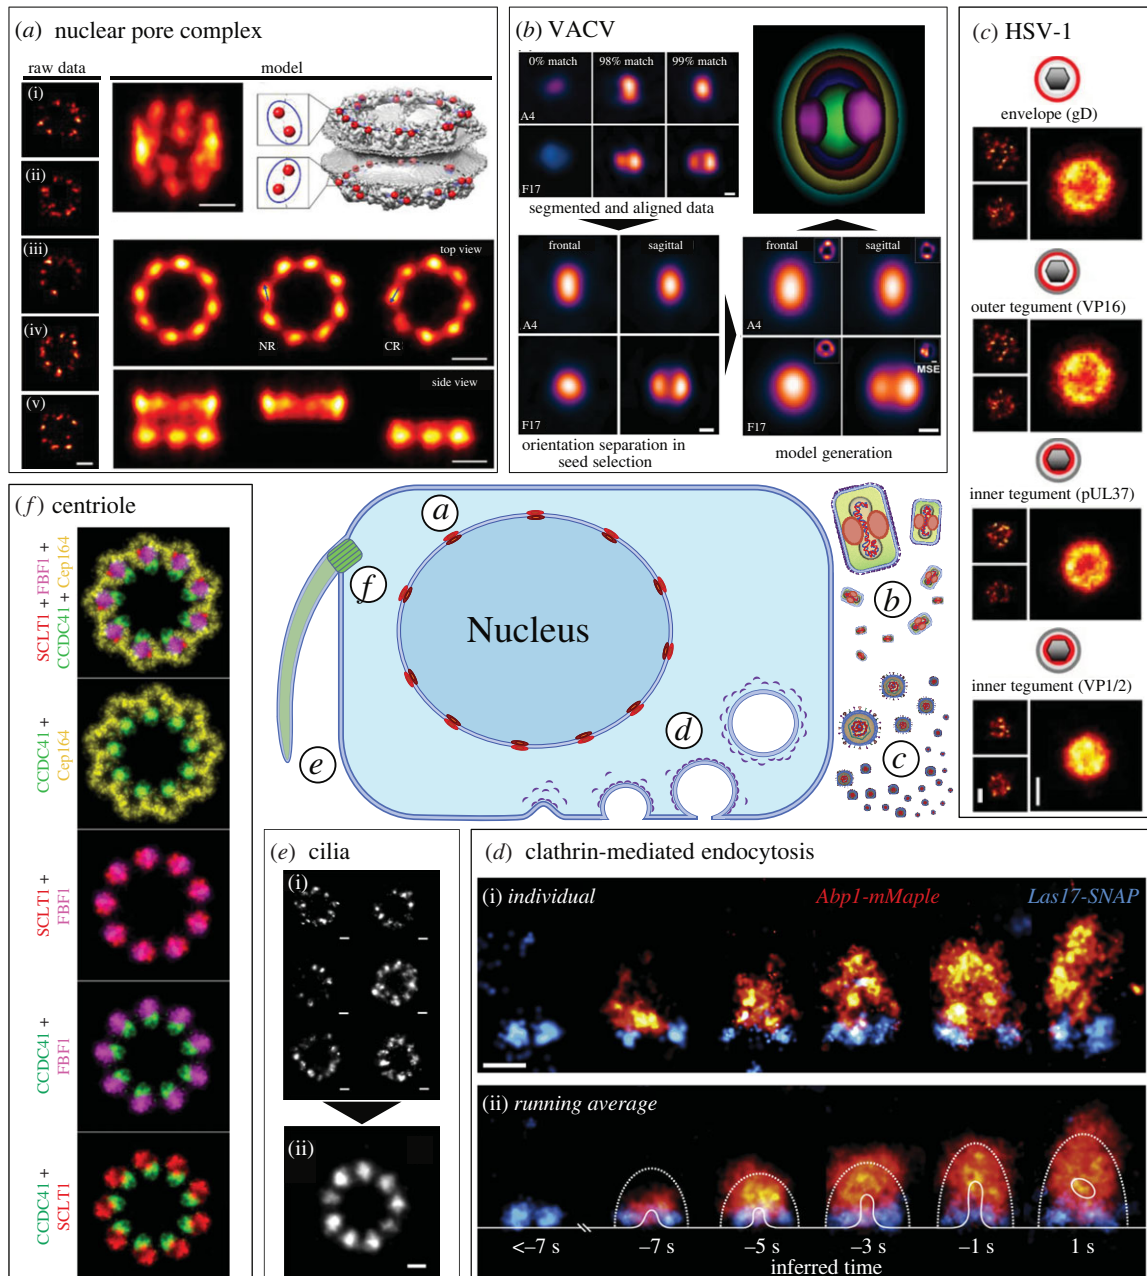 (a) nuclear pore complex
raw data
model
(i)
(ii)
(iii)
(iv)
(v)
top view
NR
CR
side view
(b) VACV
0% match
98% match
99% match
A4
F17
segmented and aligned data
frontal
sagittal
A4
F17
orientation separation in
seed selection
frontal
sagittal
A4
F17
MSE
model generation
(c) HSV-1
envelope (gD)
outer tegument (VP16)
inner tegument (pUL37)
inner tegument (VP1/2)
(f) centriole
SCLT1 + FBF1 +
CCDC41 + Cep164
CCDC41 +
Cep164
SCLT1 +
FBF1
CCDC41 +
FBF1
CCDC41 +
SCLT1
a
f
Nucleus
e
d
b
c
(e) cilia
(i)
(ii)
(d) clathrin-mediated endocytosis
(i) individual
Abp1-mMaple
Las17-SNAP
(ii) running average
<–7 s
–7 s
–5 s
–3 s
–1 s
1 s
inferred time